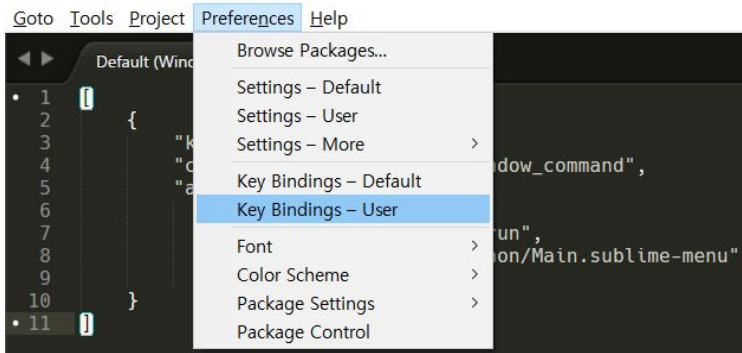 Goto Tools Project Preferences Help
Default (Winc
Browse Packages...
Settings – Default
Settings – User
Settings – More
Key Bindings – Default
Key Bindings – User
Font
Color Scheme
Package Settings
Package Control
1 [
2 {
3 "k
4 "c dow_command",
5 "a
6
7 run",
8 on/Main.sublime-menu"
9
10 }
11 ]